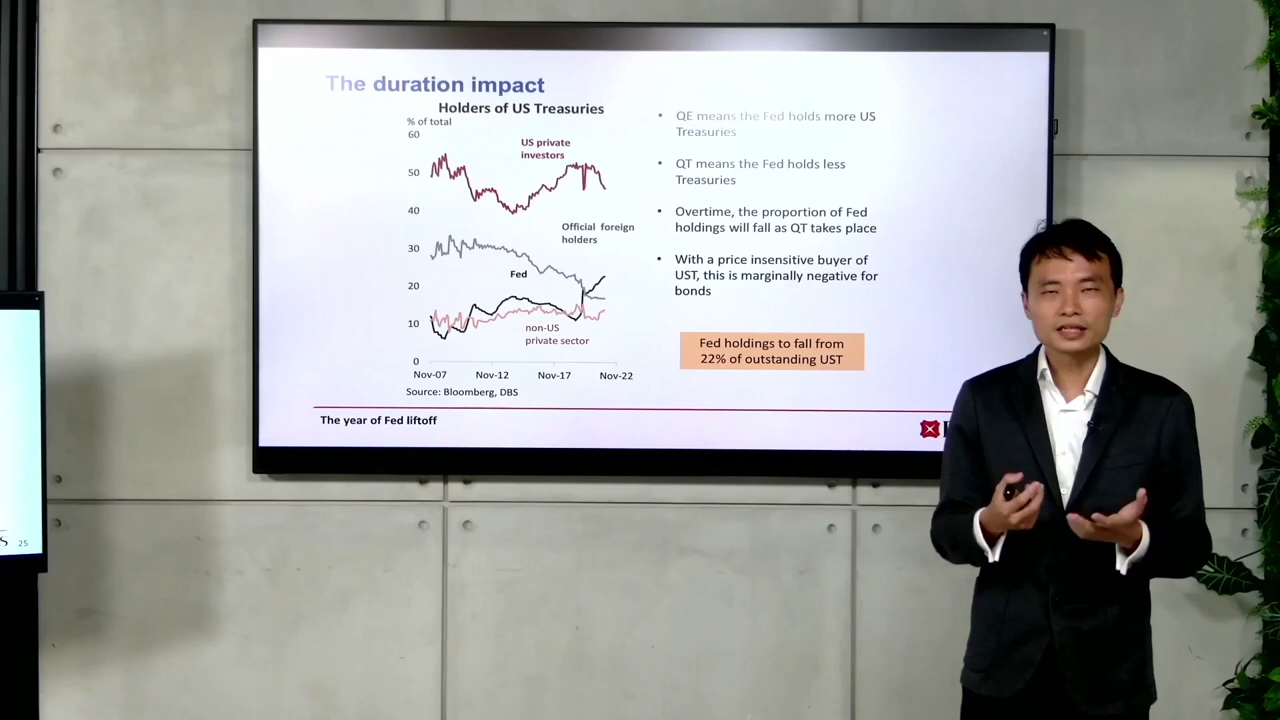 The duration impact
Holders of US Treasuries
% of total
60
50
40
30
20
10
0
US private
investors
Official foreign
holders
Fed
non-US
private sector
Nov-07 Nov-12 Nov-17 Nov-22
Source: Bloomberg, DBS
• QE means the Fed holds more US
Treasuries
• QT means the Fed holds less
Treasuries
• Overtime, the proportion of Fed
holdings will fall as QT takes place
• With a price insensitive buyer of
UST, this is marginally negative for
bonds
Fed holdings to fall from
22% of outstanding UST
The year of Fed liftoff
S 25